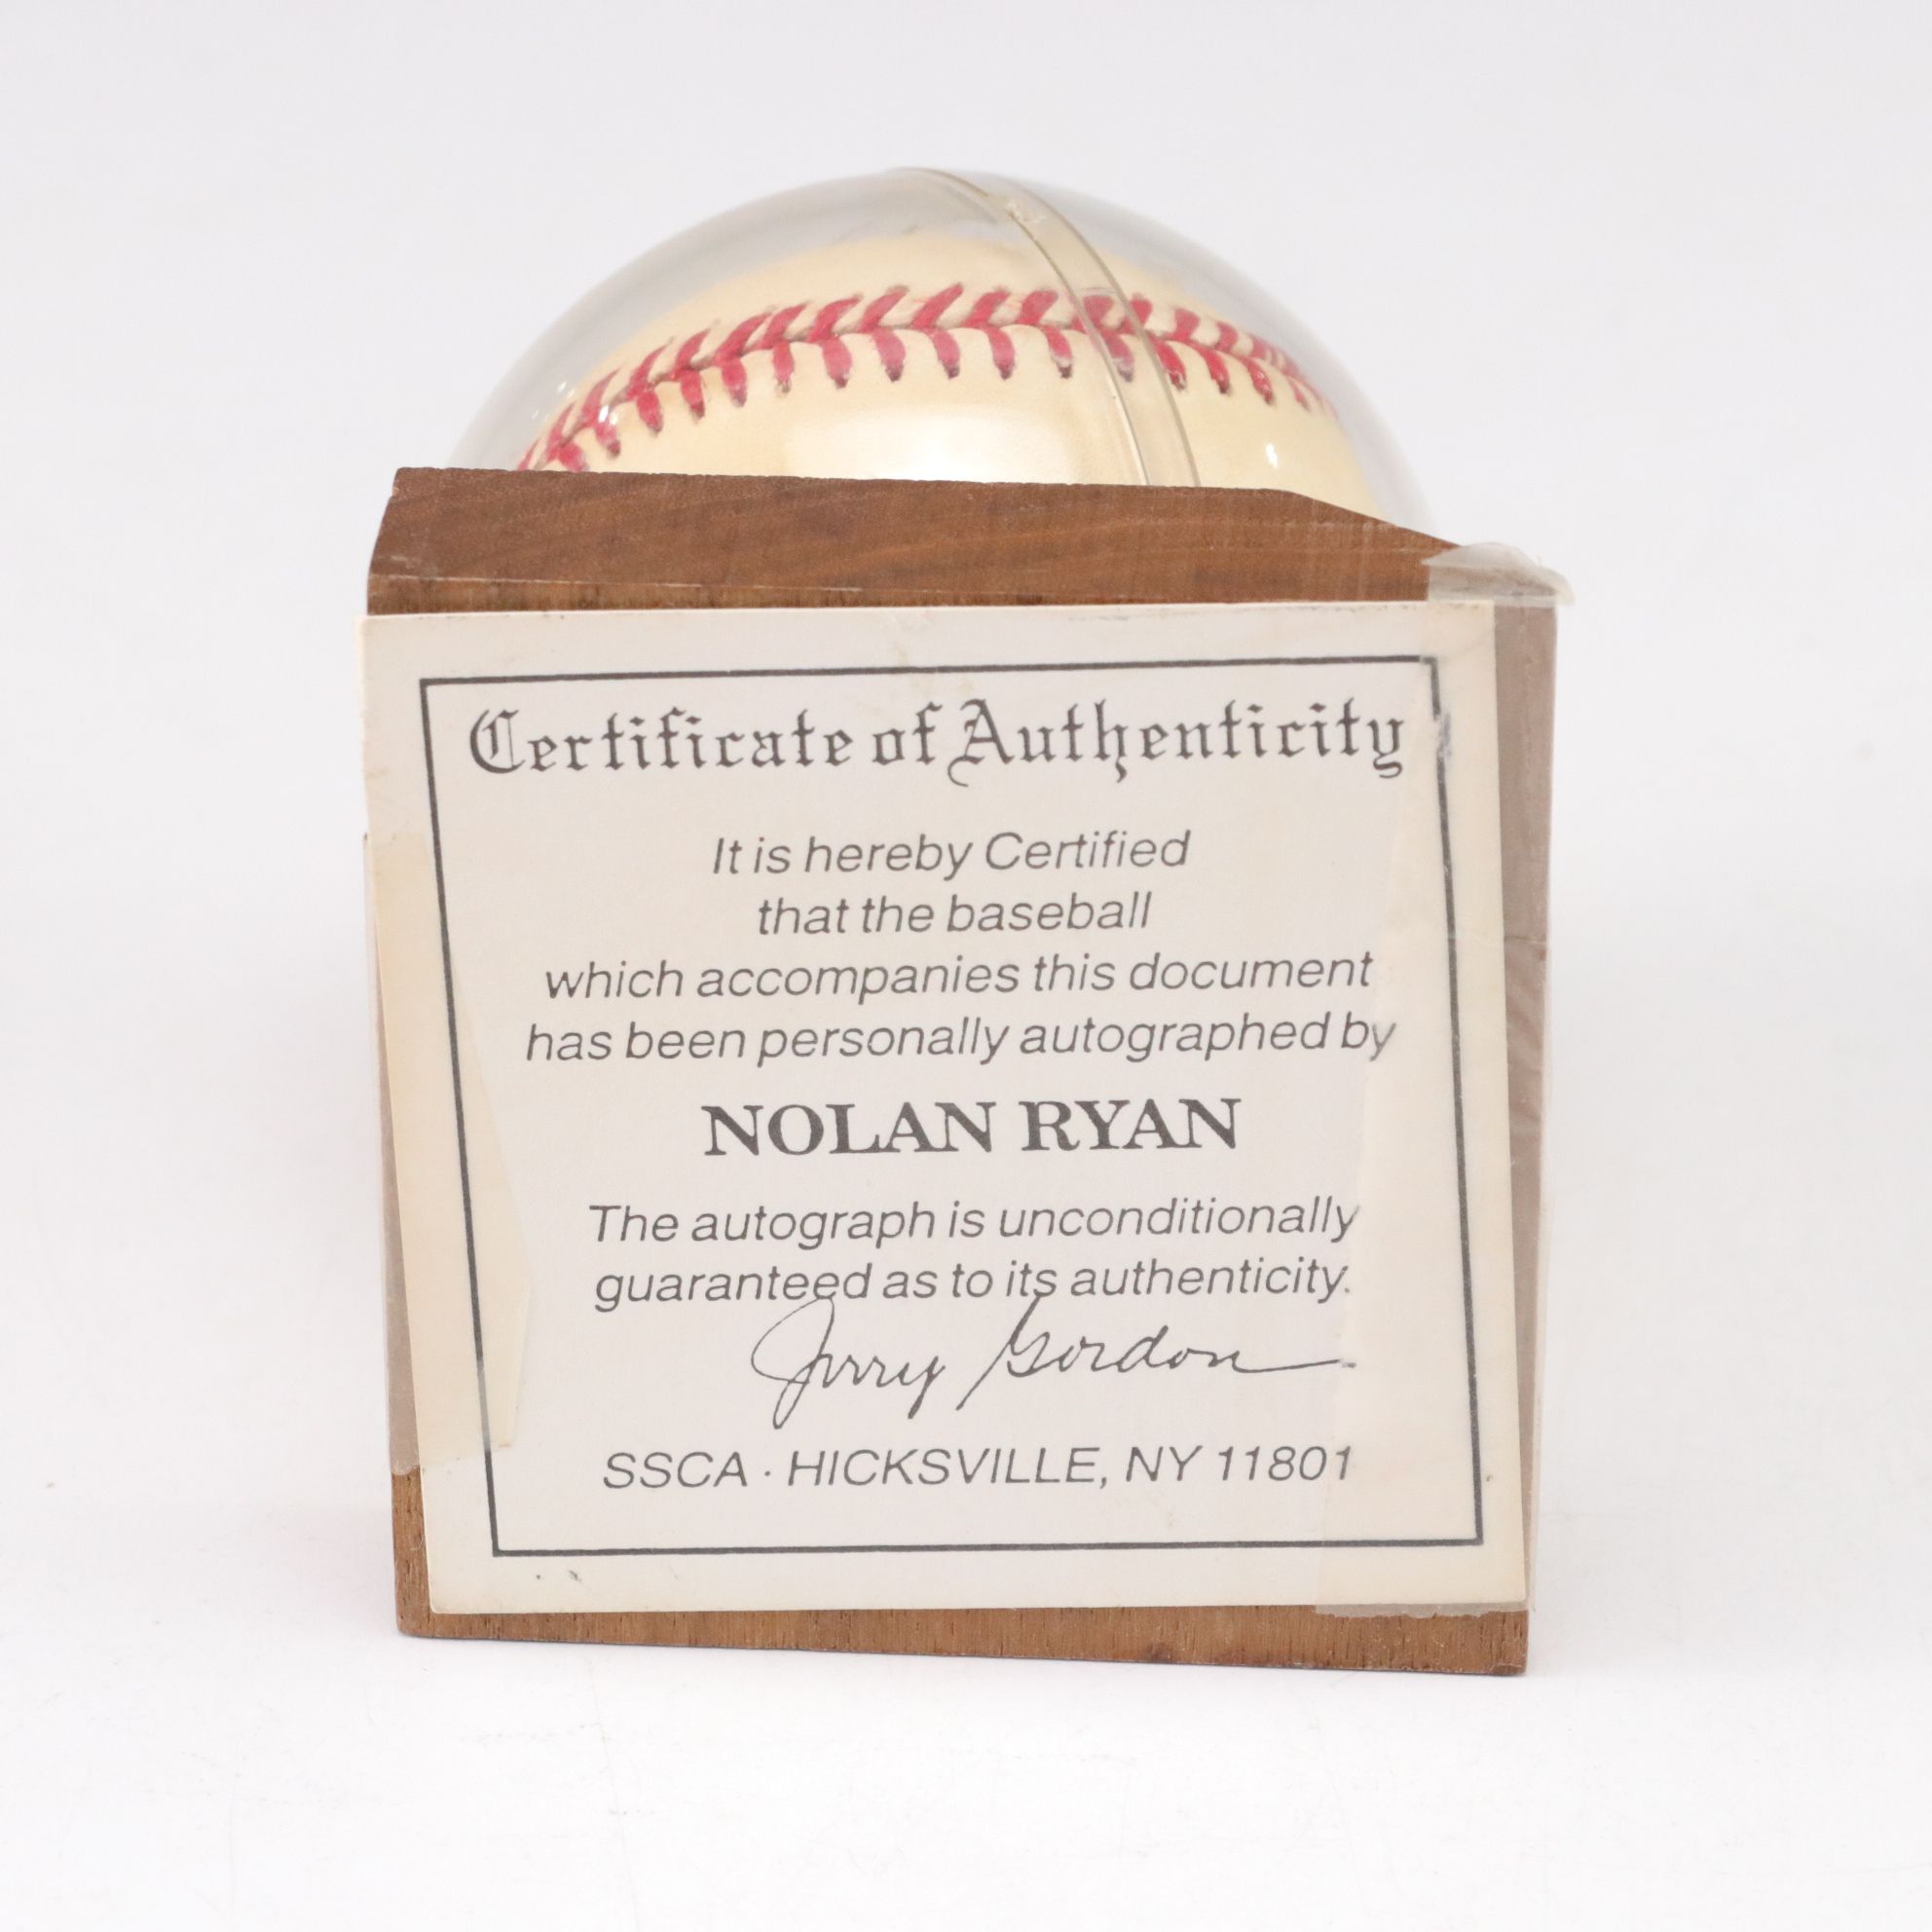 Certificate of Authenticity
It is hereby Certified
that the baseball
which accompanies this document
has been personally autographed by
NOLAN RYAN
The autograph is unconditionally
guaranteed as to its authenticity.
Jerry Gordon
SSCA · HICKSVILLE, NY 11801